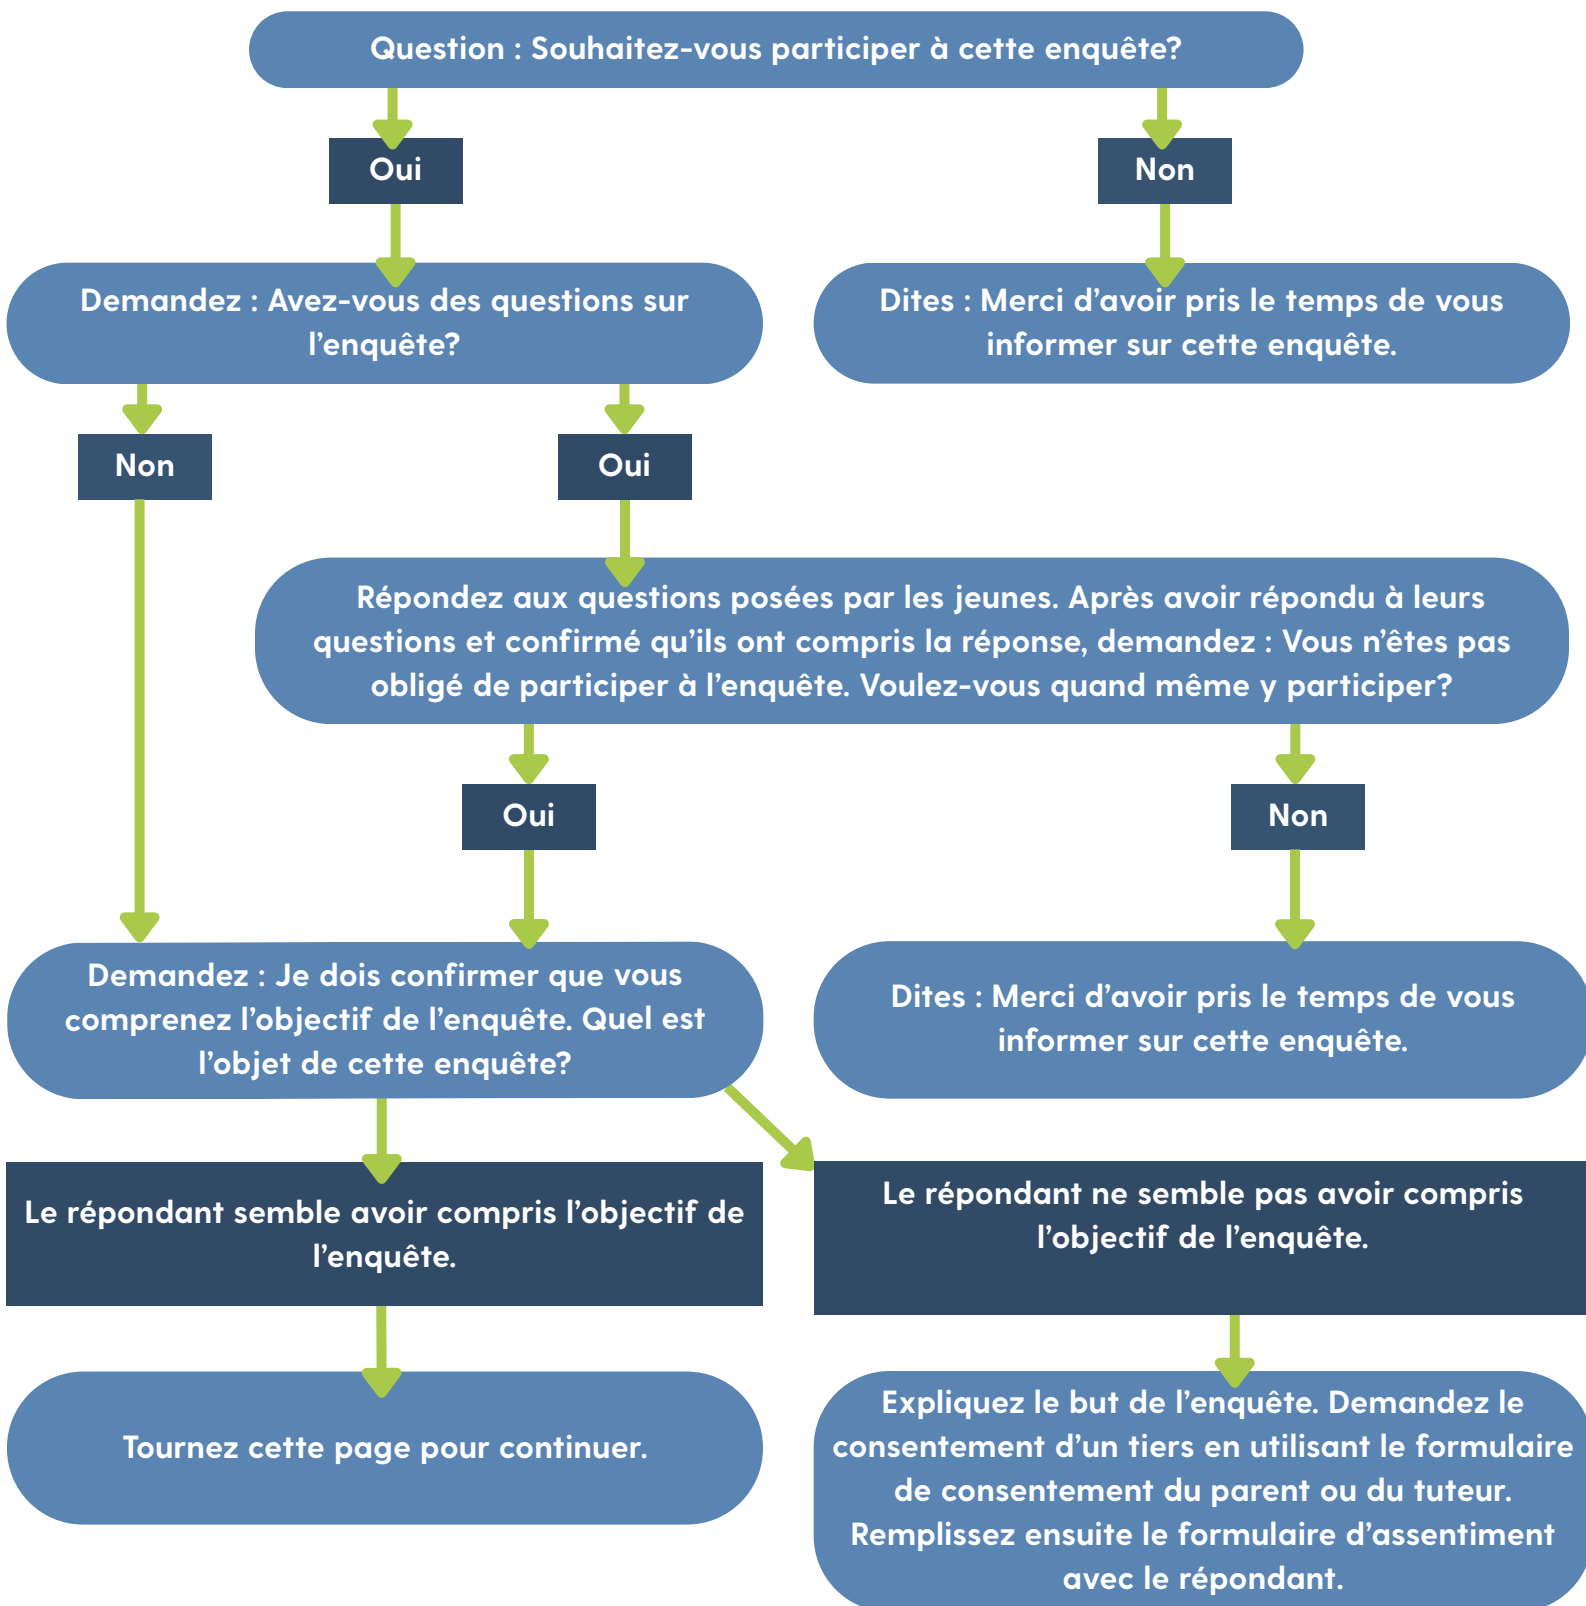 Question : Souhaitez-vous participer à cette enquête?
Oui
Non
Demandez : Avez-vous des questions sur
l'enquête?
Dites : Merci d'avoir pris le temps de vous
informer sur cette enquête.
Non
Oui
Répondez aux questions posées par les jeunes. Après avoir répondu à leurs
questions et confirmé qu'ils ont compris la réponse, demandez : Vous n'êtes pas
obligé de participer à l'enquête. Voulez-vous quand même y participer?
Oui
Non
Demandez : Je dois confirmer que vous
comprenez l'objectif de l'enquête. Quel est
l'objet de cette enquête?
Dites : Merci d'avoir pris le temps de vous
informer sur cette enquête.
Le répondant semble avoir compris l'objectif de
l'enquête.
Le répondant ne semble pas avoir compris
l'objectif de l'enquête.
Tournez cette page pour continuer.
Expliquez le but de l'enquête. Demandez le
consentement d'un tiers en utilisant le formulaire
de consentement du parent ou du tuteur.
Remplissez ensuite le formulaire d'assentiment
avec le répondant.